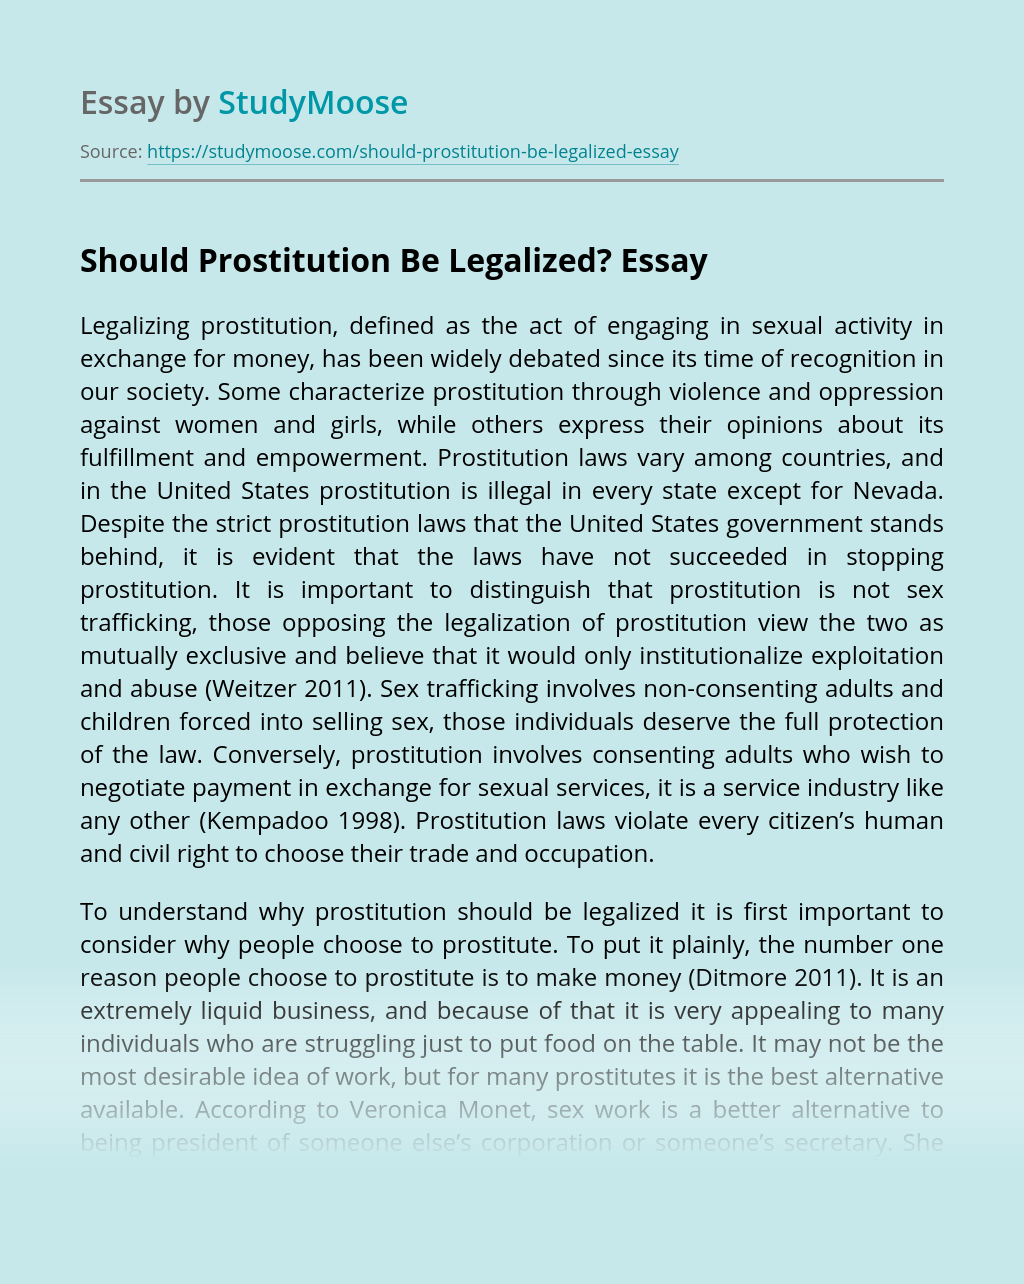 Essay by StudyMoose
Source: https://studymoose.com/should-prostitution-be-legalized-essay
Should Prostitution Be Legalized? Essay
Legalizing prostitution, defined as the act of engaging in sexual activity in
exchange for money, has been widely debated since its time of recognition in
our society. Some characterize prostitution through violence and oppression
against women and girls, while others express their opinions about its
fulfillment and empowerment. Prostitution laws vary among countries, and
in the United States prostitution is illegal in every state except for Nevada.
Despite the strict prostitution laws that the United States government stands
behind, it is evident that the laws have not succeeded in stopping
prostitution. It is important to distinguish that prostitution is not sex
trafficking, those opposing the legalization of prostitution view the two as
mutually exclusive and believe that it would only institutionalize exploitation
and abuse (Weitzer 2011). Sex trafficking involves non-consenting adults and
children forced into selling sex, those individuals deserve the full protection
of the law. Conversely, prostitution involves consenting adults who wish to
negotiate payment in exchange for sexual services, it is a service industry like
any other (Kempadoo 1998). Prostitution laws violate every citizen’s human
and civil right to choose their trade and occupation.
To understand why prostitution should be legalized it is first important to
consider why people choose to prostitute. To put it plainly, the number one
reason people choose to prostitute is to make money (Ditmore 2011). It is an
extremely liquid business, and because of that it is very appealing to many
individuals who are struggling just to put food on the table. It may not be the
most desirable idea of work, but for many prostitutes it is the best alternative
available. According to Veronica Monet, sex work is a better alternative to
being president of someone else’s corporation or someone’s secretary. She